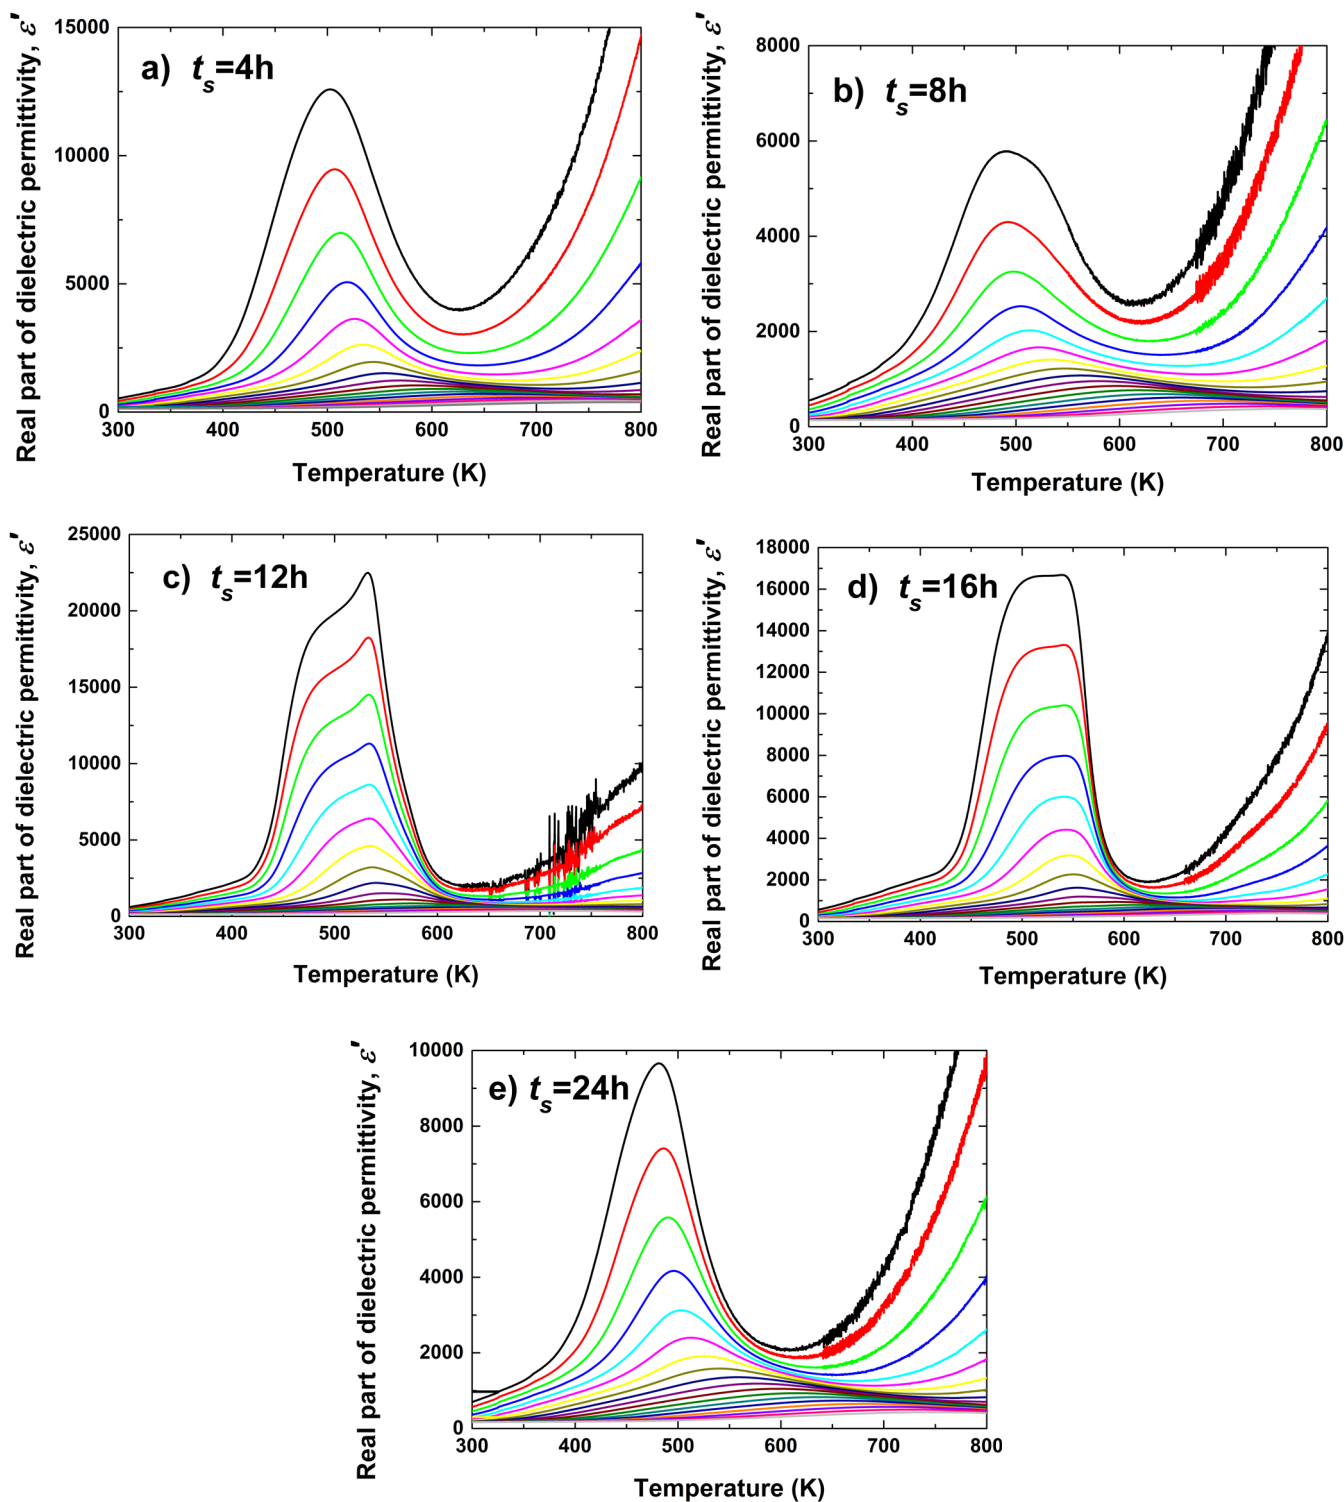 Real part of dielectric permittivity, ε'
a) ts=4h
15000
10000
5000
0
300 400 500 600 700 800
Temperature (K)
Real part of dielectric permittivity, ε'
b) ts=8h
8000
6000
4000
2000
0
300 400 500 600 700 800
Temperature (K)
Real part of dielectric permittivity, ε'
c) ts=12h
25000
20000
15000
10000
5000
0
300 400 500 600 700 800
Temperature (K)
Real part of dielectric permittivity, ε'
d) ts=16h
18000
16000
14000
12000
10000
8000
6000
4000
2000
0
300 400 500 600 700 800
Temperature (K)
Real part of dielectric permittivity, ε'
e) ts=24h
10000
8000
6000
4000
2000
0
300 400 500 600 700 800
Temperature (K)